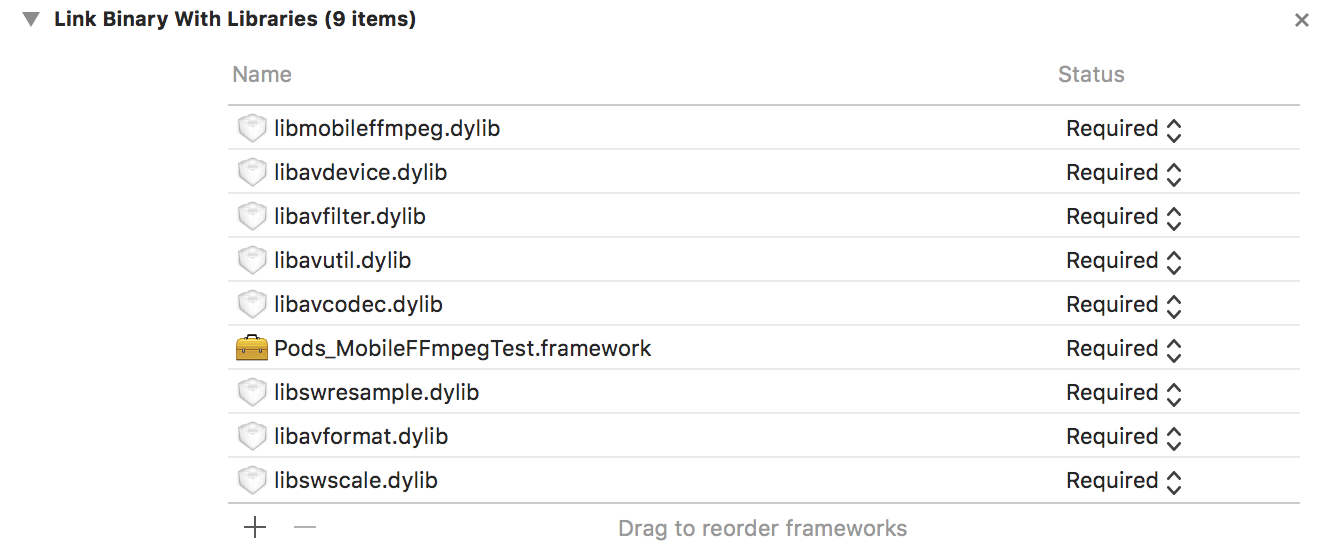 Link Binary With Libraries (9 items)
Name Status
libmobileffmpeg.dylib Required
libavdevice.dylib Required
libavfilter.dylib Required
libavutil.dylib Required
libavcodec.dylib Required
Pods_MobileFFmpegTest.framework Required
libswresample.dylib Required
libavformat.dylib Required
libswscale.dylib Required
Drag to reorder frameworks